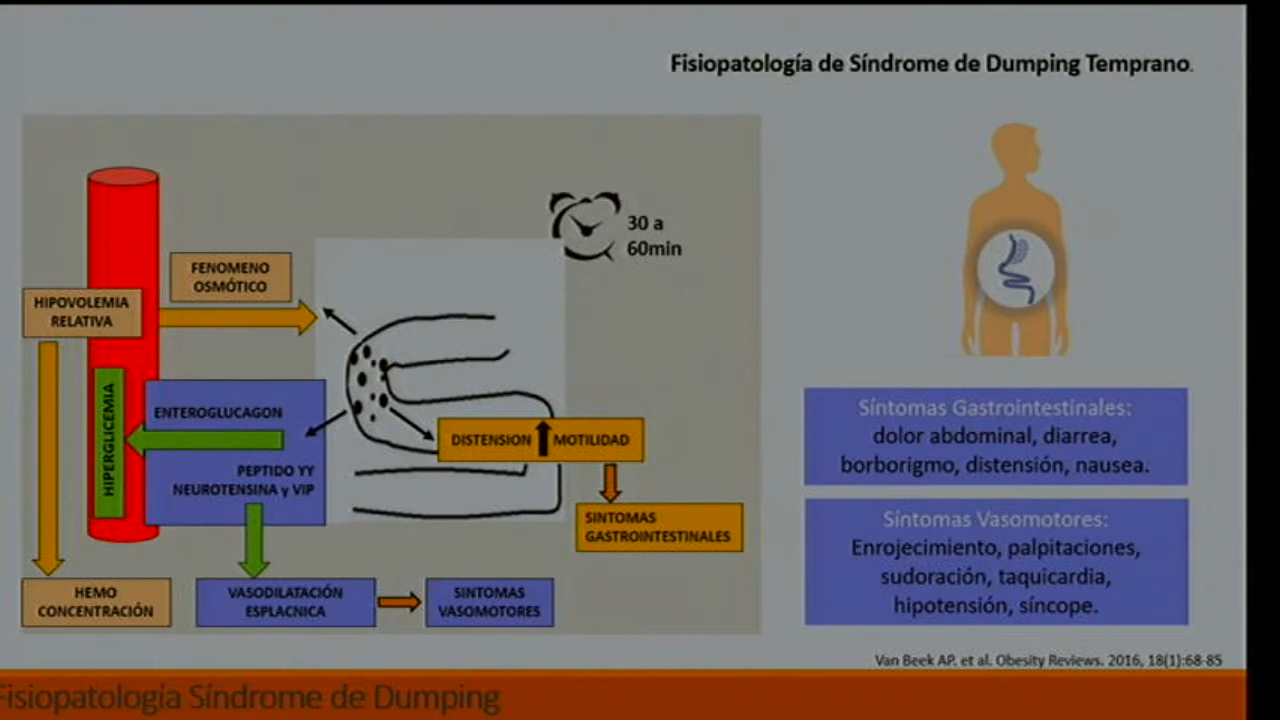 Fisiopatología de Síndrome de Dumping Temprano.
30 a
60min
FENOMENO
OSMÓTICO
HIPOVOLEMIA
RELATIVA
HIPERGLICEMIA
ENTEROGLUCAGON
PEPTIDO YY
NEUROTENSINA y VIP
DISTENSION MOTILIDAD
SINTOMAS
GASTROINTESTINALES
HEMO
CONCENTRACIÓN
VASODILATACIÓN
ESPLACNICA
SINTOMAS
VASOMOTORES
Síntomas Gastrointestinales:
dolor abdominal, diarrea,
borborigmo, distensión, nausea.
Síntomas Vasomotores:
Enrojecimiento, palpitaciones,
sudoración, taquicardia,
hipotensión, síncope.
Van Beek AP. et al. Obesity Reviews. 2016, 18(1):68-85
Fisiopatología Síndrome de Dumping